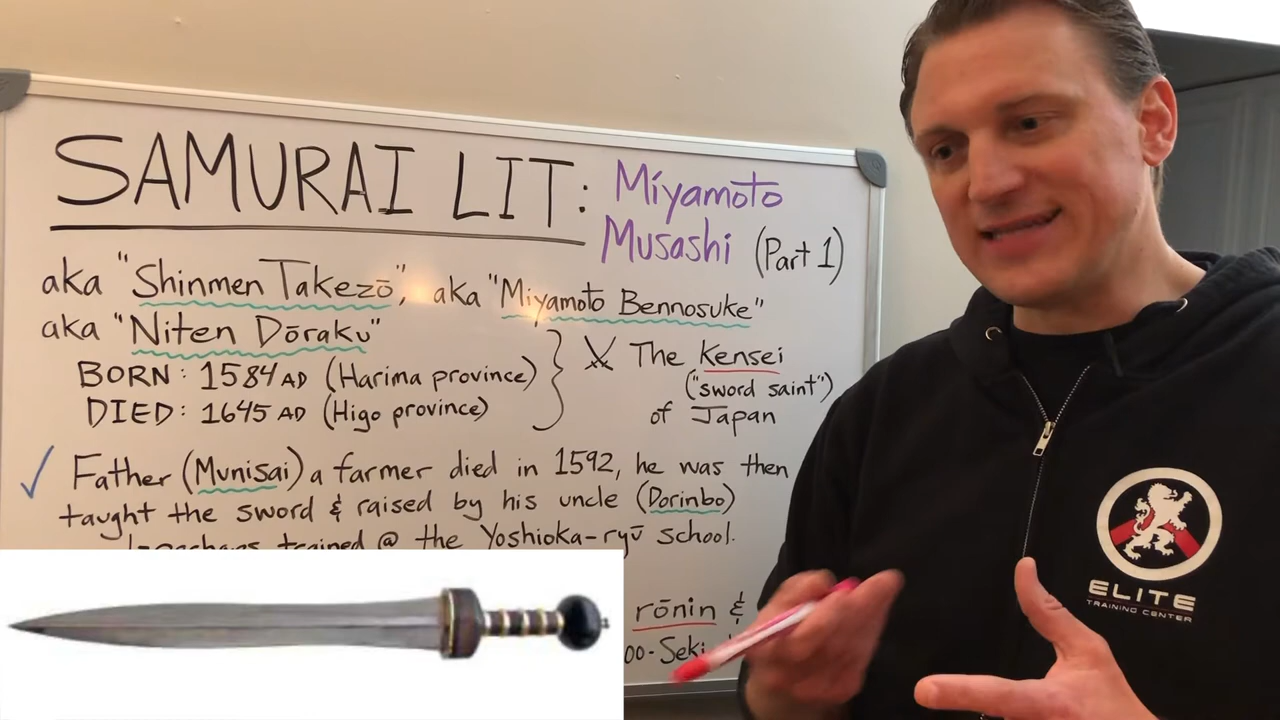 SAMURAI LIT: Miyamoto
Musashi (Part 1)
aka "Shinmen Takezō", aka "Miyamoto Bennosuke"
aka "Niten Dōraku"
BORN: 1584 AD (Harima province)
DIED: 1645 AD (Higo province)
The Kensei
("sword saint")
of Japan
Father (Munisai) a farmer died in 1592, he was then
taught the sword & raised by his uncle (Dorinbo)
perhaps trained @ the Yoshioka-ryū school.
rōnin &
oo-Seki
ELITE
TRAINING CENTER